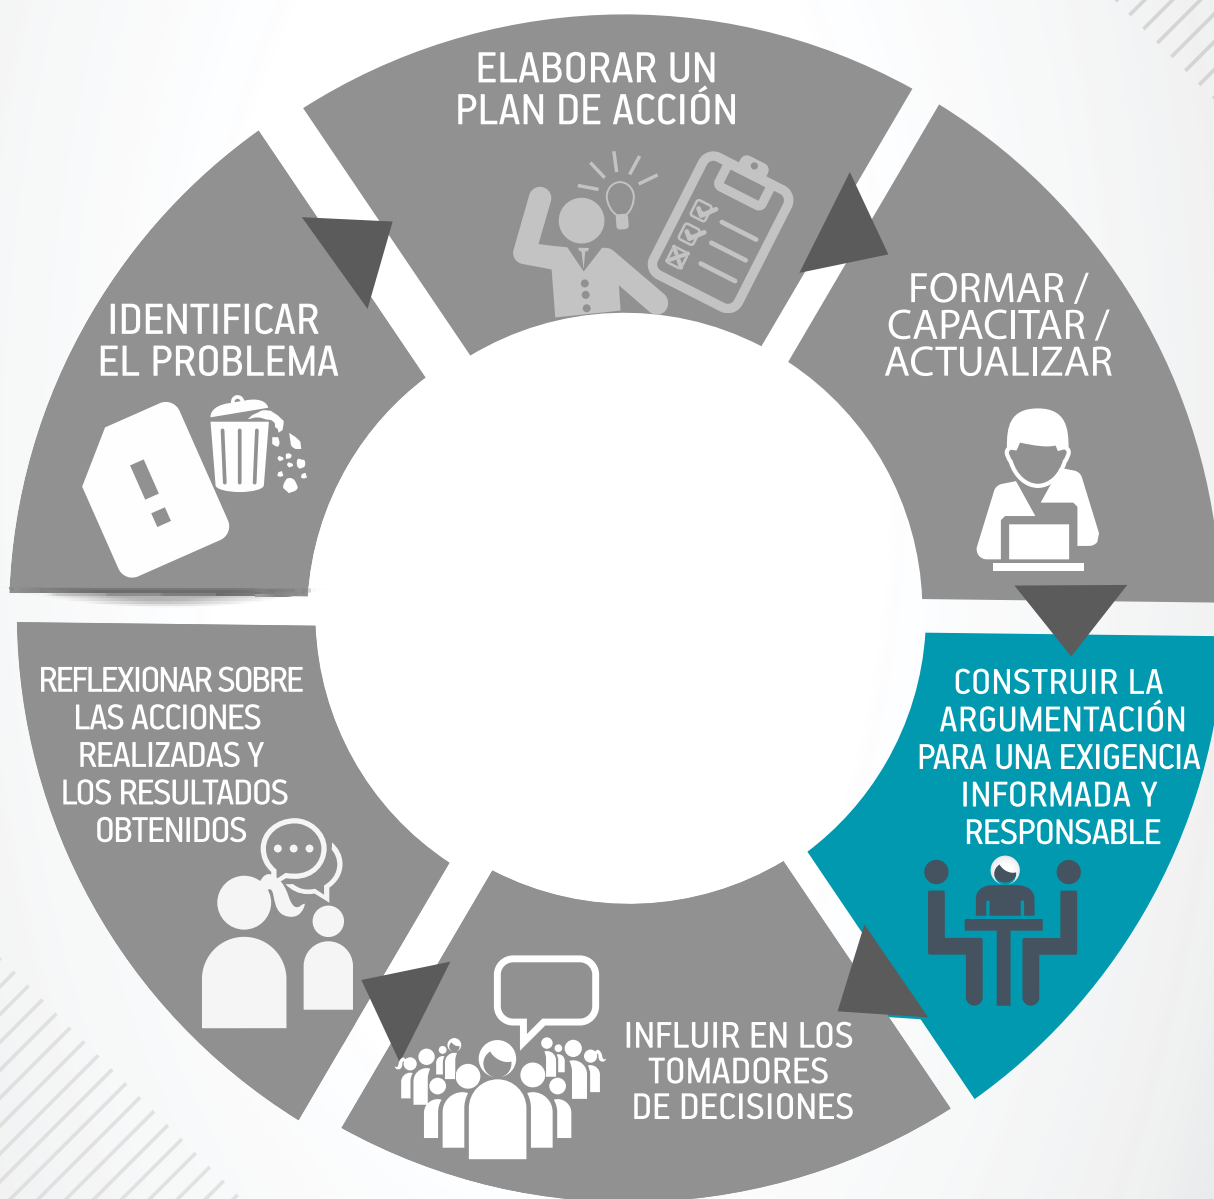 ELABORAR UN
PLAN DE ACCIÓN
FORMAR /
CAPACITAR /
ACTUALIZAR
IDENTIFICAR
EL PROBLEMA
!
CONSTRUIR LA
ARGUMENTACIÓN
PARA UNA EXIGENCIA
INFORMADA Y
RESPONSABLE
INFLUIR EN LOS
TOMADORES
DE DECISIONES
REFLEXIONAR SOBRE
LAS ACCIONES
REALIZADAS Y
LOS RESULTADOS
OBTENIDOS